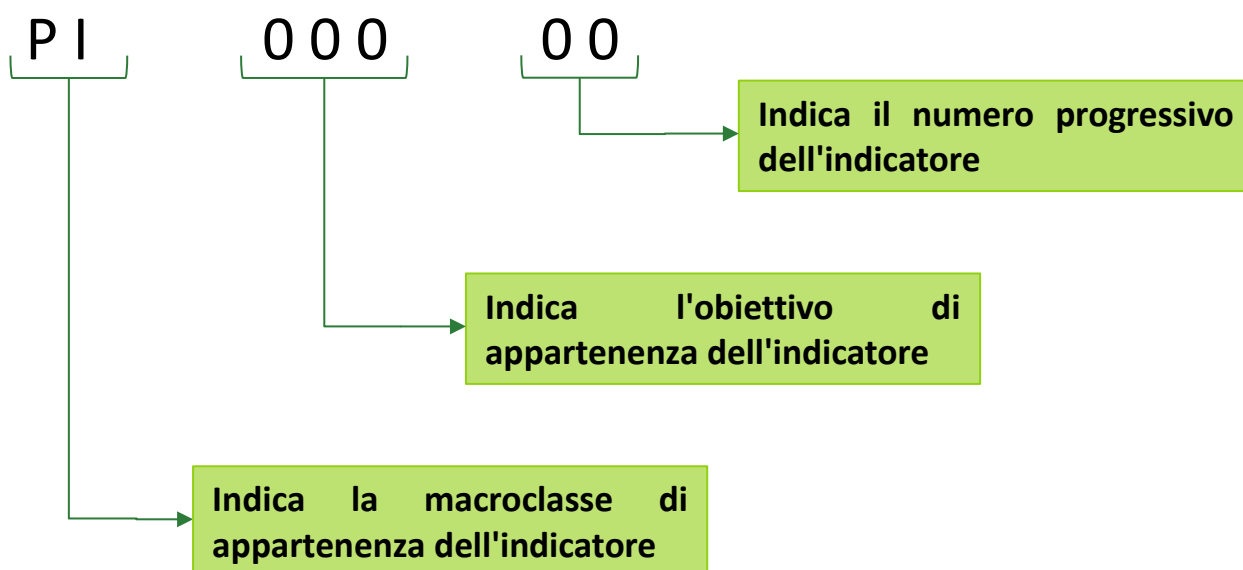 P I 0 0 0 0 0
Indica il numero progressivo
dell'indicatore
Indica l'obiettivo di
appartenenza dell'indicatore
Indica la macroclasse di
appartenenza dell'indicatore